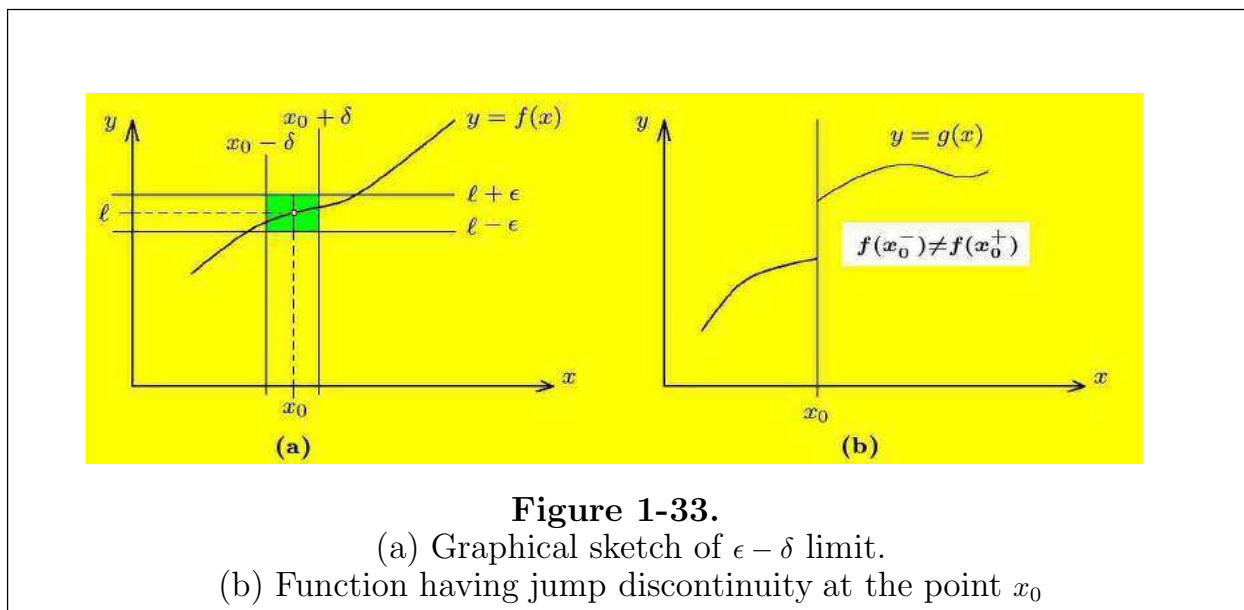 y
x₀ + δ
x₀ − δ
y = f(x)
ℓ + ϵ
ℓ
ℓ − ϵ
x
x₀
(a)
y
y = g(x)
f(x₀⁻)≠f(x₀⁺)
x
x₀
(b)
Figure 1-33.
(a) Graphical sketch of ϵ − δ limit.
(b) Function having jump discontinuity at the point x₀